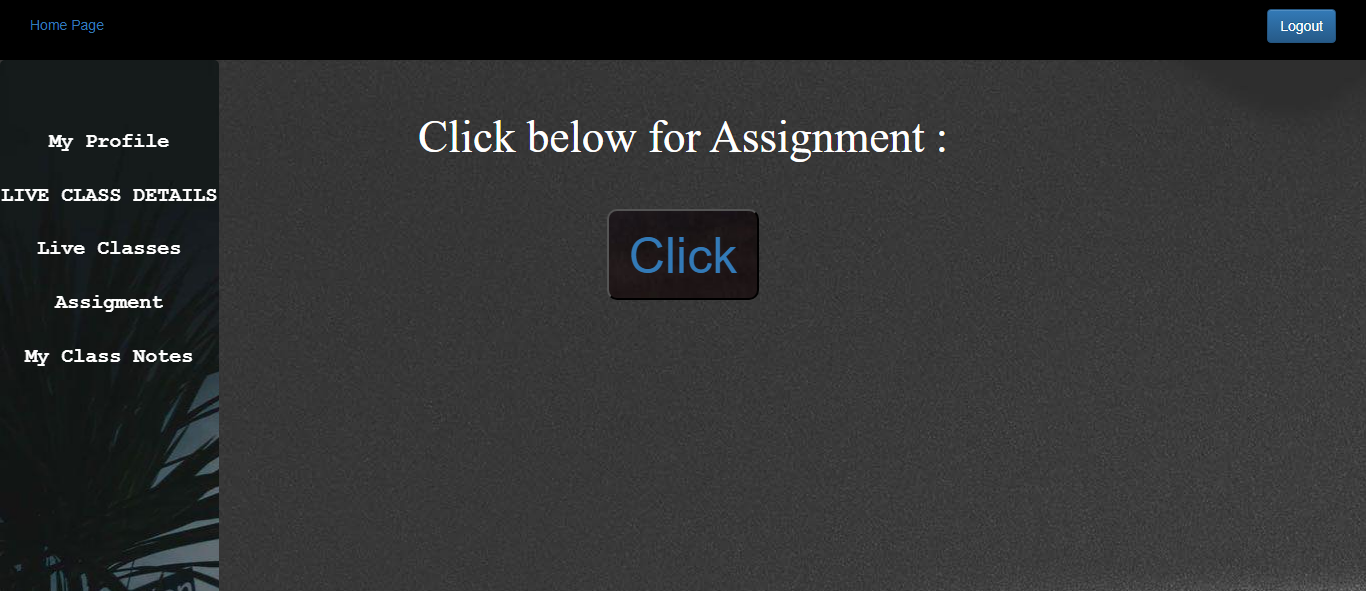 Home Page
Logout
My Profile
LIVE CLASS DETAILS
Live Classes
Assigment
My Class Notes
Click below for Assignment :
Click